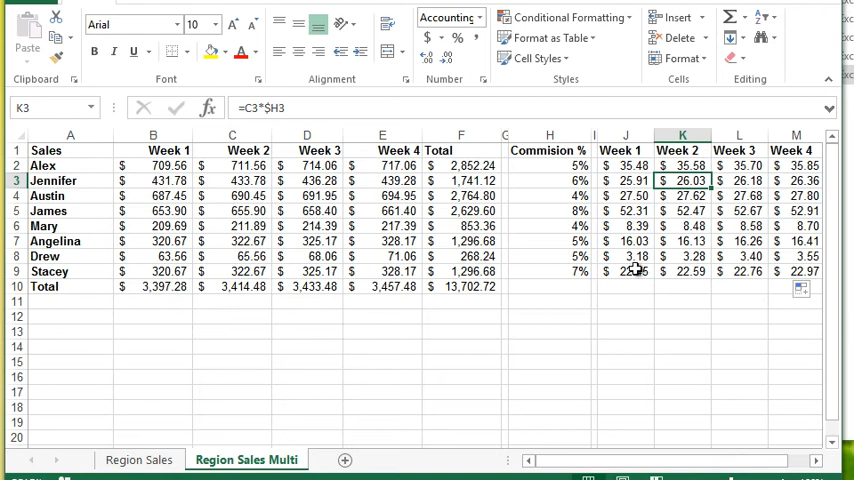 Arial 10 A A Accounting Conditional Formatting Insert Σ
Paste B I U A $ % , Format as Table Delete
.00 Cell Styles Format
Clipboard Font Alignment Number Styles Cells Editing
K3 fx =C3*$H3
A B C D E F G H I J K L M
1 Sales Week 1 Week 2 Week 3 Week 4 Total Commision % Week 1 Week 2 Week 3 Week 4
2 Alex $ 709.56 $ 711.56 $ 714.06 $ 717.06 $ 2,852.24 5% $ 35.48 $ 35.58 $ 35.70 $ 35.85
3 Jennifer $ 431.78 $ 433.78 $ 436.28 $ 439.28 $ 1,741.12 6% $ 25.91 $ 26.03 $ 26.18 $ 26.36
4 Austin $ 687.45 $ 690.45 $ 691.95 $ 694.95 $ 2,764.80 4% $ 27.50 $ 27.62 $ 27.68 $ 27.80
5 James $ 653.90 $ 655.90 $ 658.40 $ 661.40 $ 2,629.60 8% $ 52.31 $ 52.47 $ 52.67 $ 52.91
6 Mary $ 209.69 $ 211.69 $ 214.39 $ 217.39 $ 853.36 4% $ 8.39 $ 8.48 $ 8.58 $ 8.70
7 Angelina $ 320.67 $ 322.67 $ 325.17 $ 328.17 $ 1,296.68 5% $ 16.03 $ 16.13 $ 16.26 $ 16.41
8 Drew $ 63.56 $ 65.56 $ 68.06 $ 71.06 $ 268.24 5% $ 3.18 $ 3.28 $ 3.40 $ 3.55
9 Stacey $ 320.67 $ 322.67 $ 325.17 $ 328.17 $ 1,296.68 7% $ $ 22.59 $ 22.76 $ 22.97
10 Total $ 3,397.28 $ 3,414.48 $ 3,433.48 $ 3,457.48 $ 13,702.72
11
12
13
14
15
16
17
18
19
20
Region Sales Region Sales Multi